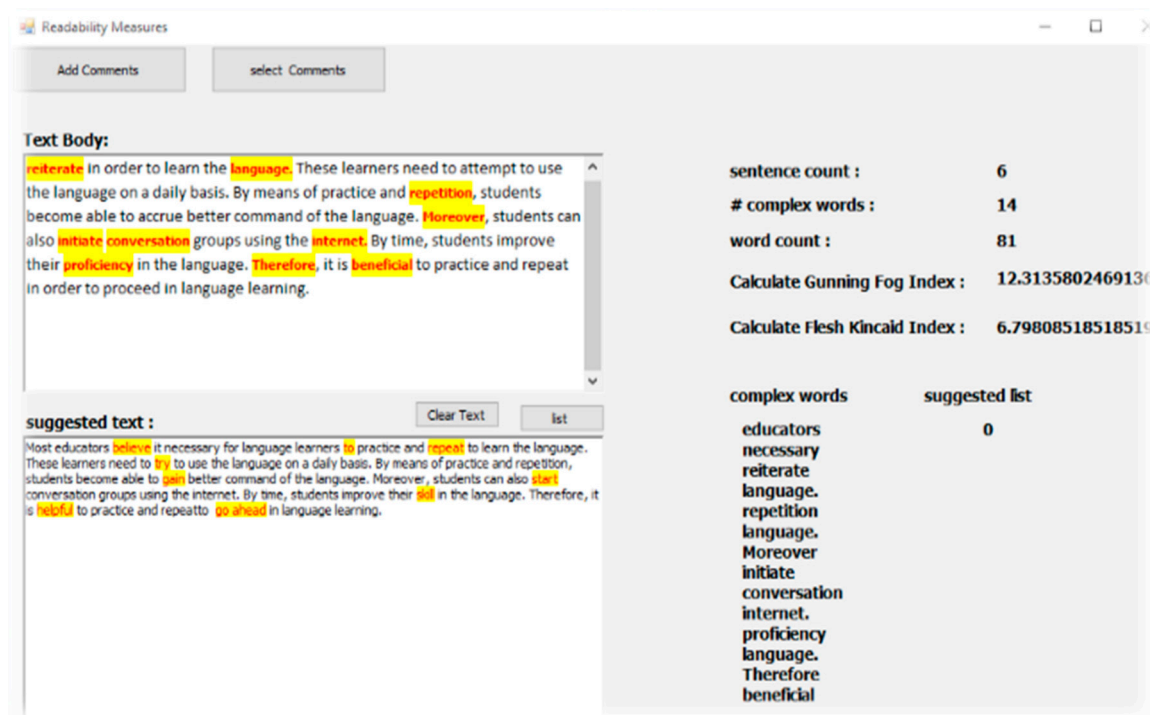 Readability Measures
Add Comments
select Comments
Text Body:
reiterate in order to learn the language. These learners need to attempt to use
the language on a daily basis. By means of practice and repetition, students
become able to accrue better command of the language. Moreover, students can
also initiate conversation groups using the internet. By time, students improve
their proficiency in the language. Therefore, it is beneficial to practice and repeat
in order to proceed in language learning.
sentence count : 6
# complex words : 14
word count : 81
Calculate Gunning Fog Index : 12.313580246913
Calculate Flesh Kincaid Index : 6.79808518518519
suggested text :
Clear Text
list
Most educators believe it necessary for language learners to practice and repeat to learn the language.
These learners need to try to use the language on a daily basis. By means of practice and repetition,
students become able to gain better command of the language. Moreover, students can also start
conversation groups using the internet. By time, students improve their skill in the language. Therefore, it
is helpful to practice and repeatto go ahead in language learning.
complex words suggested list
educators 0
necessary
reiterate
language.
repetition
language.
Moreover
initiate
conversation
internet.
proficiency
language.
Therefore
beneficial